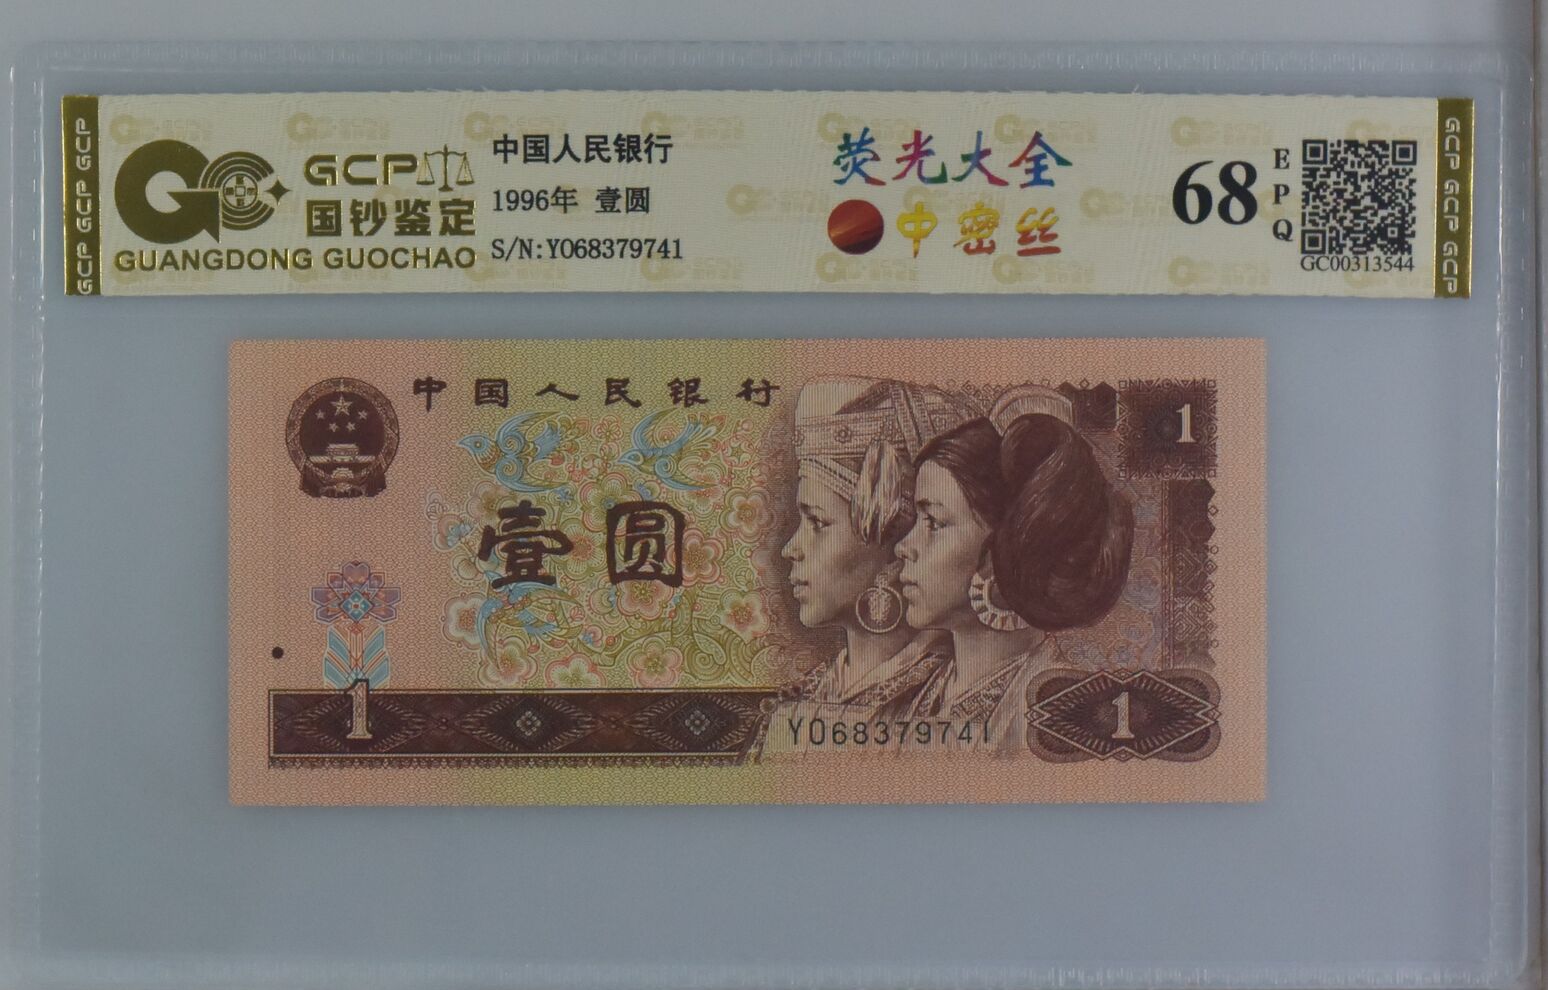 GCP GCP GCP
GCP
国钞鉴定
GUANGDONG GUOCHAO
中国人民银行
1996年 壹圆
S/N:YO68379741
荧光大全
中密丝
68
EPQ
GC00313544
GCP GCP GCP
中国人民银行
1
壹圆
1
YO68379741
1